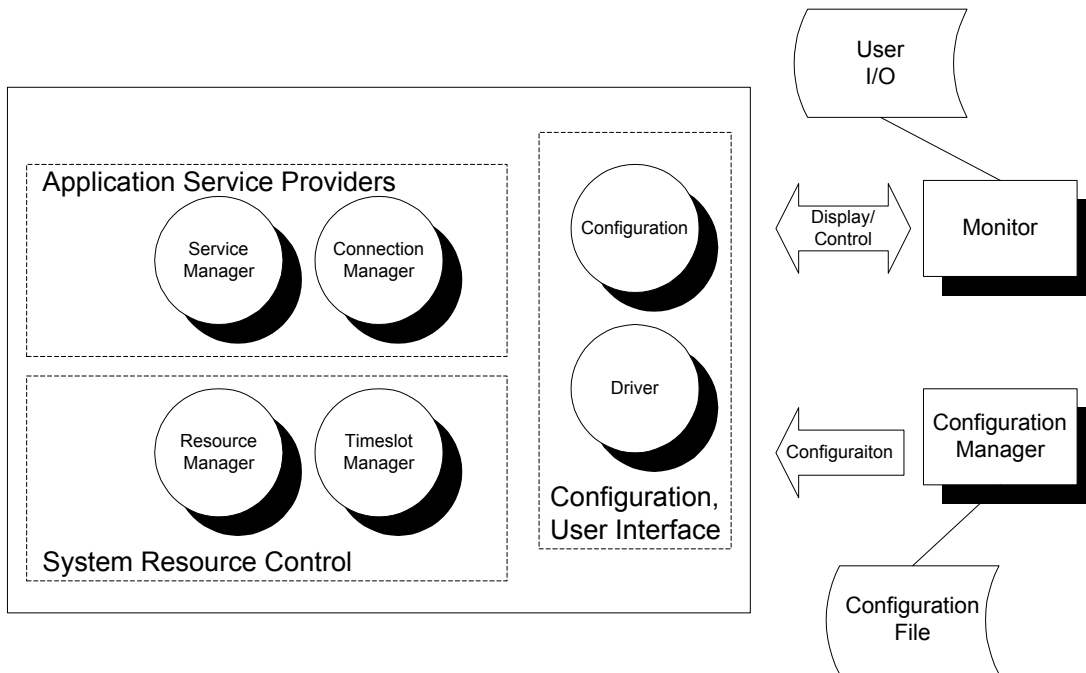 User
I/O
Application Service Providers
Service
Manager
Connection
Manager
Configuration
Display/
Control
Monitor
Resource
Manager
Timeslot
Manager
Driver
Configuraiton
Configuration
Manager
Configuration,
User Interface
System Resource Control
Configuration
File